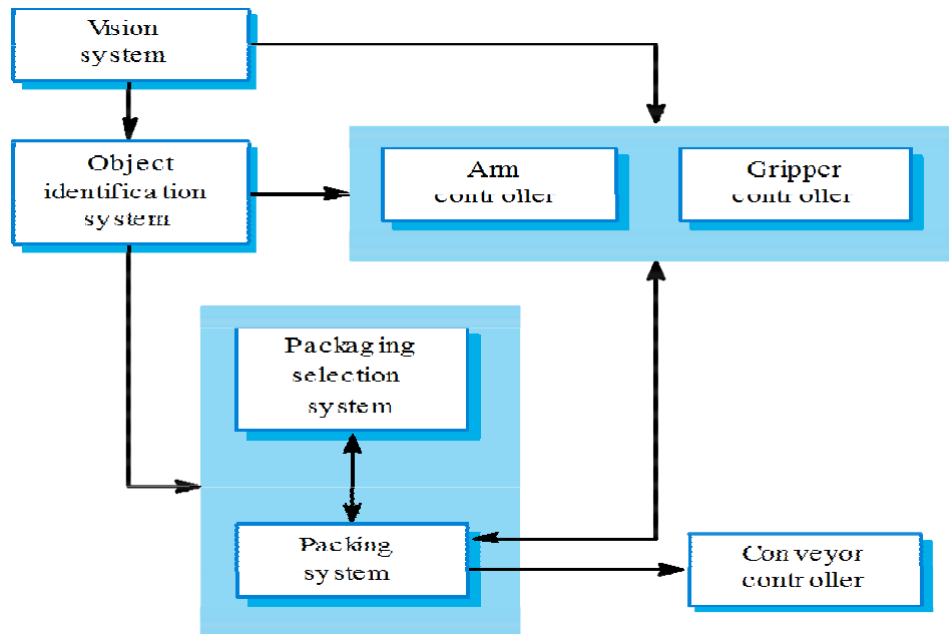 Vision
system
Object
identification
system
Arm
controller
Gripper
controller
Packaging
selection
system
Packing
system
Conveyor
controller